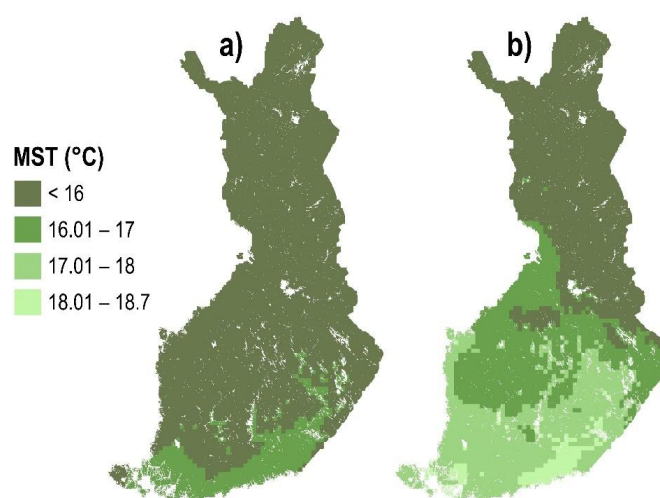 a)
b)
MST (°C)
< 16
16.01 – 17
17.01 – 18
18.01 – 18.7